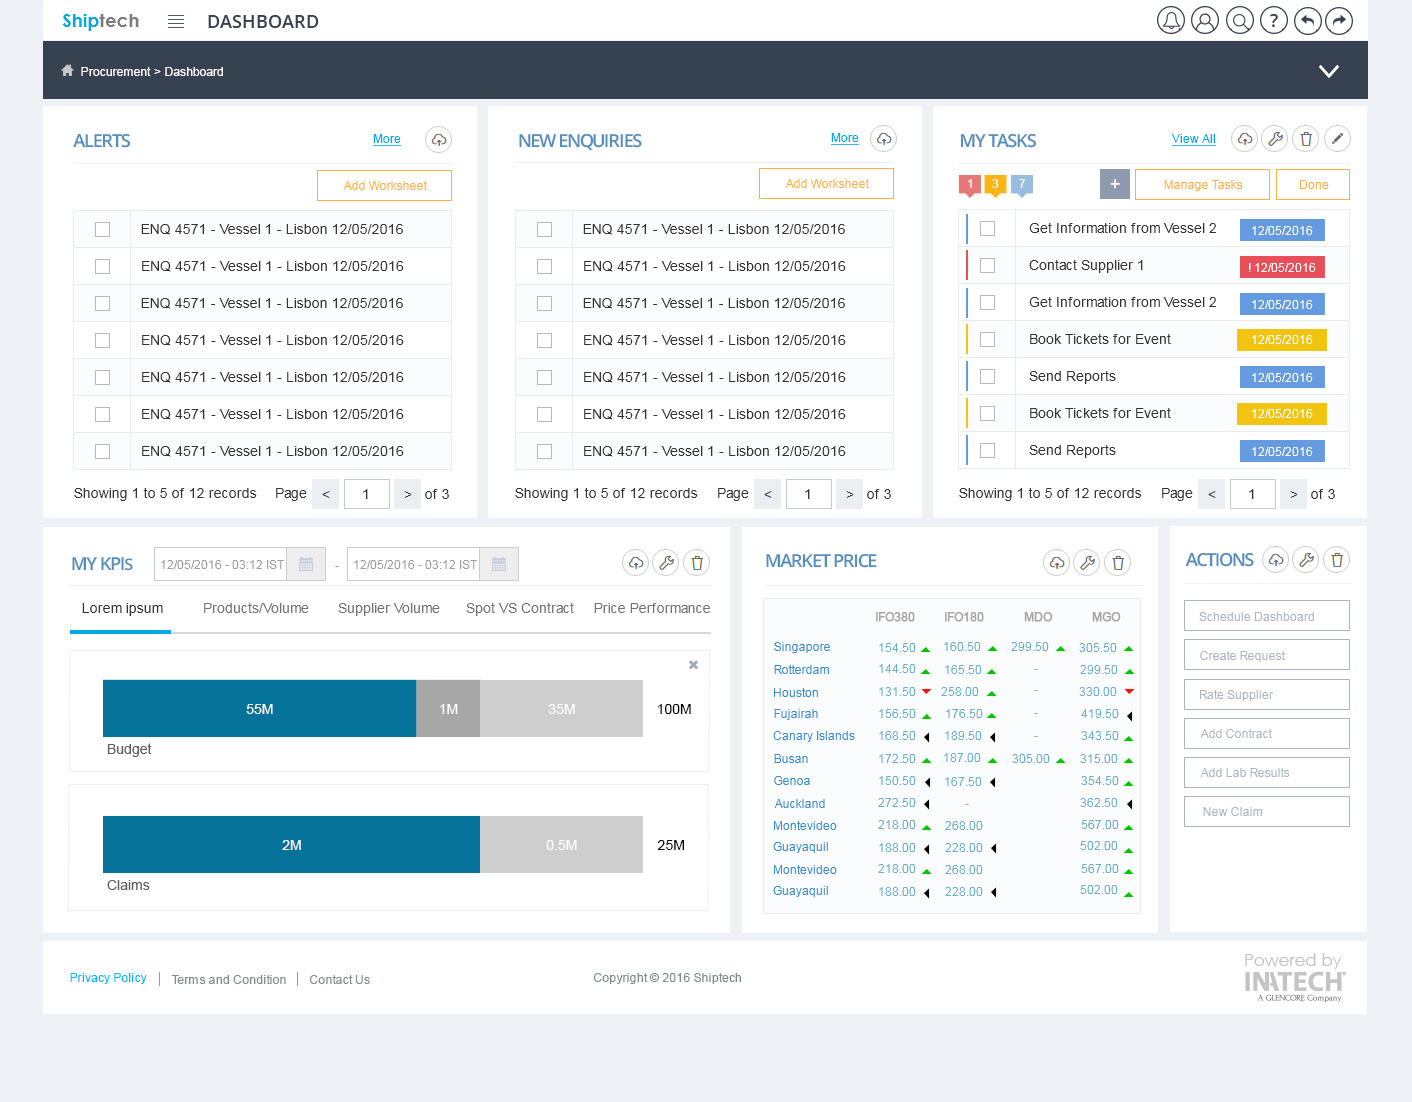 Shiptech DASHBOARD ?
Procurement > Dashboard
ALERTS More
Add Worksheet
ENQ 4571 - Vessel 1 - Lisbon 12/05/2016
ENQ 4571 - Vessel 1 - Lisbon 12/05/2016
ENQ 4571 - Vessel 1 - Lisbon 12/05/2016
ENQ 4571 - Vessel 1 - Lisbon 12/05/2016
ENQ 4571 - Vessel 1 - Lisbon 12/05/2016
ENQ 4571 - Vessel 1 - Lisbon 12/05/2016
ENQ 4571 - Vessel 1 - Lisbon 12/05/2016
Showing 1 to 5 of 12 records Page < 1 > of 3
NEW ENQUIRIES More
Add Worksheet
ENQ 4571 - Vessel 1 - Lisbon 12/05/2016
ENQ 4571 - Vessel 1 - Lisbon 12/05/2016
ENQ 4571 - Vessel 1 - Lisbon 12/05/2016
ENQ 4571 - Vessel 1 - Lisbon 12/05/2016
ENQ 4571 - Vessel 1 - Lisbon 12/05/2016
ENQ 4571 - Vessel 1 - Lisbon 12/05/2016
ENQ 4571 - Vessel 1 - Lisbon 12/05/2016
Showing 1 to 5 of 12 records Page < 1 > of 3
MY TASKS View All
1 3 7 + Manage Tasks Done
Get Information from Vessel 2 12/05/2016
Contact Supplier 1 ! 12/05/2016
Get Information from Vessel 2 12/05/2016
Book Tickets for Event 12/05/2016
Send Reports 12/05/2016
Book Tickets for Event 12/05/2016
Send Reports 12/05/2016
Showing 1 to 5 of 12 records Page < 1 > of 3
MY KPIs 12/05/2016 - 03:12 IST - 12/05/2016 - 03:12 IST
Lorem ipsum Products/Volume Supplier Volume Spot VS Contract Price Performance
55M 1M 35M 100M
Budget
2M 0.5M 25M
Claims
MARKET PRICE
IFO380 IFO180 MDO MGO
Singapore 154.50 160.50 299.50 305.50
Rotterdam 144.50 165.50 - 299.50
Houston 131.50 258.00 - 330.00
Fujairah 156.50 176.50 - 419.50
Canary Islands 168.50 189.50 - 343.50
Busan 172.50 187.00 305.00 315.00
Genoa 150.50 167.50 354.50
Auckland 272.50 - 362.50
Montevideo 218.00 268.00 567.00
Guayaquil 188.00 228.00 502.00
Montevideo 218.00 268.00 567.00
Guayaquil 188.00 228.00 502.00
ACTIONS
Schedule Dashboard
Create Request
Rate Supplier
Add Contract
Add Lab Results
New Claim
Privacy Policy | Terms and Condition | Contact Us
Copyright © 2016 Shiptech
Powered by
INATECH®
A GLENCORE Company